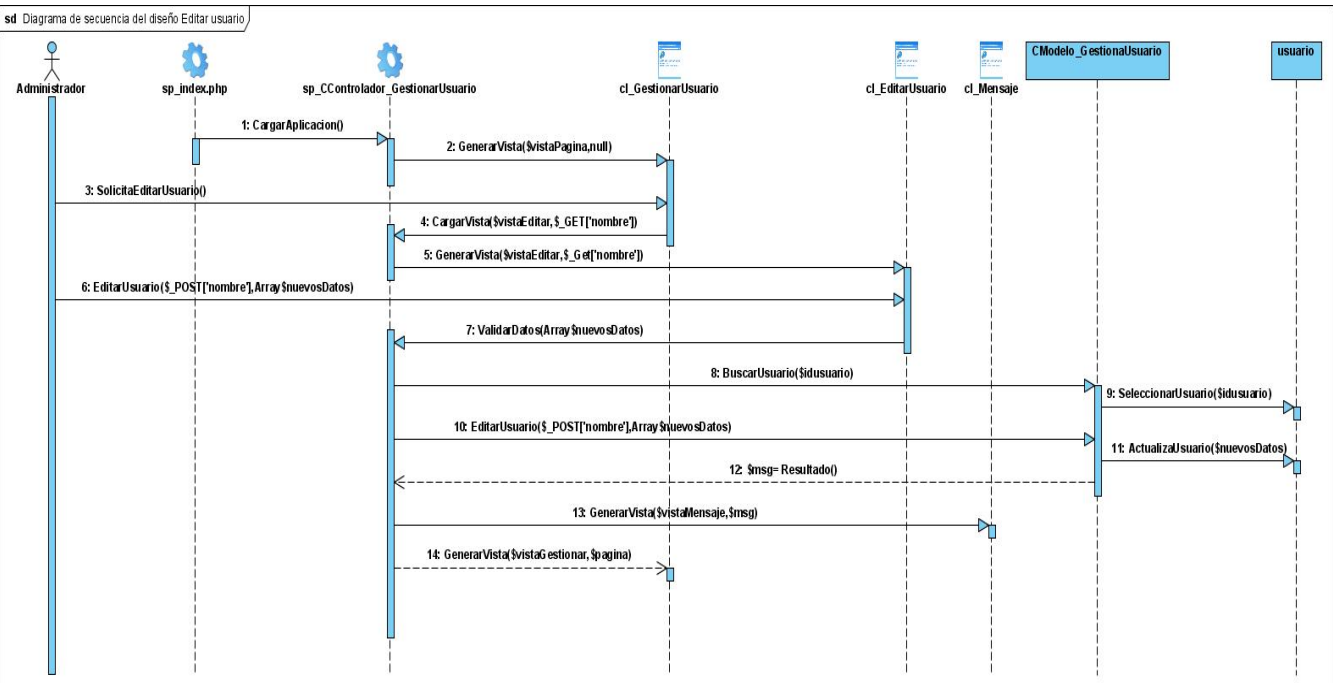 sd Diagrama de secuencia del diseño Editar usuario
CModelo_GestionaUsuario
usuario
Administrador
sp_index.php
sp_CControlador_GestionarUsuario
cl_GestionarUsuario
cl_EditarUsuario
cl_Mensaje
1: CargarAplicacion()
2: GenerarVista($vistaPagina,null)
3: SolicitaEditarUsuario()
4: CargarVista($vistaEditar,$_GET['nombre'])
5: GenerarVista($vistaEditar,$_Get['nombre'])
6: EditarUsuario($_POST['nombre'],Array$nuevosDatos)
7: ValidarDatos(Array$nuevosDatos)
8: BuscarUsuario($idusuario)
9: SeleccionarUsuario($idusuario)
10: EditarUsuario($_POST['nombre'],Array$nuevosDatos)
11: ActualizaUsuario($nuevosDatos)
12: $msg= Resultado()
13: GenerarVista($vistaMensaje,$msg)
14: GenerarVista($vistaGestionar,$pagina)